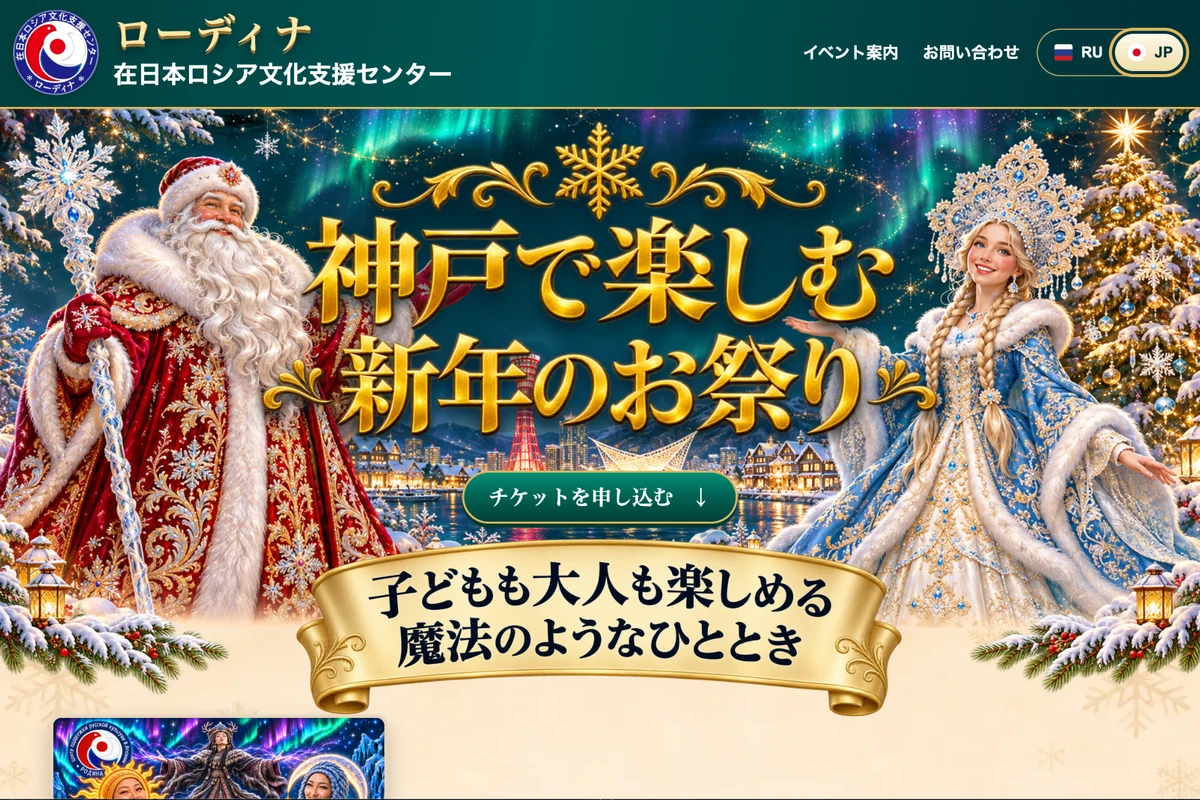 在日本ロシア文化支援センター
ローディナ
ローディナ
在日本ロシア文化支援センター
イベント案内
お問い合わせ
RU
JP
神戸で楽しむ
新年のお祭り
チケットを申し込む ↓
子どもも大人も楽しめる
魔法のようなひととき
РОДИНА